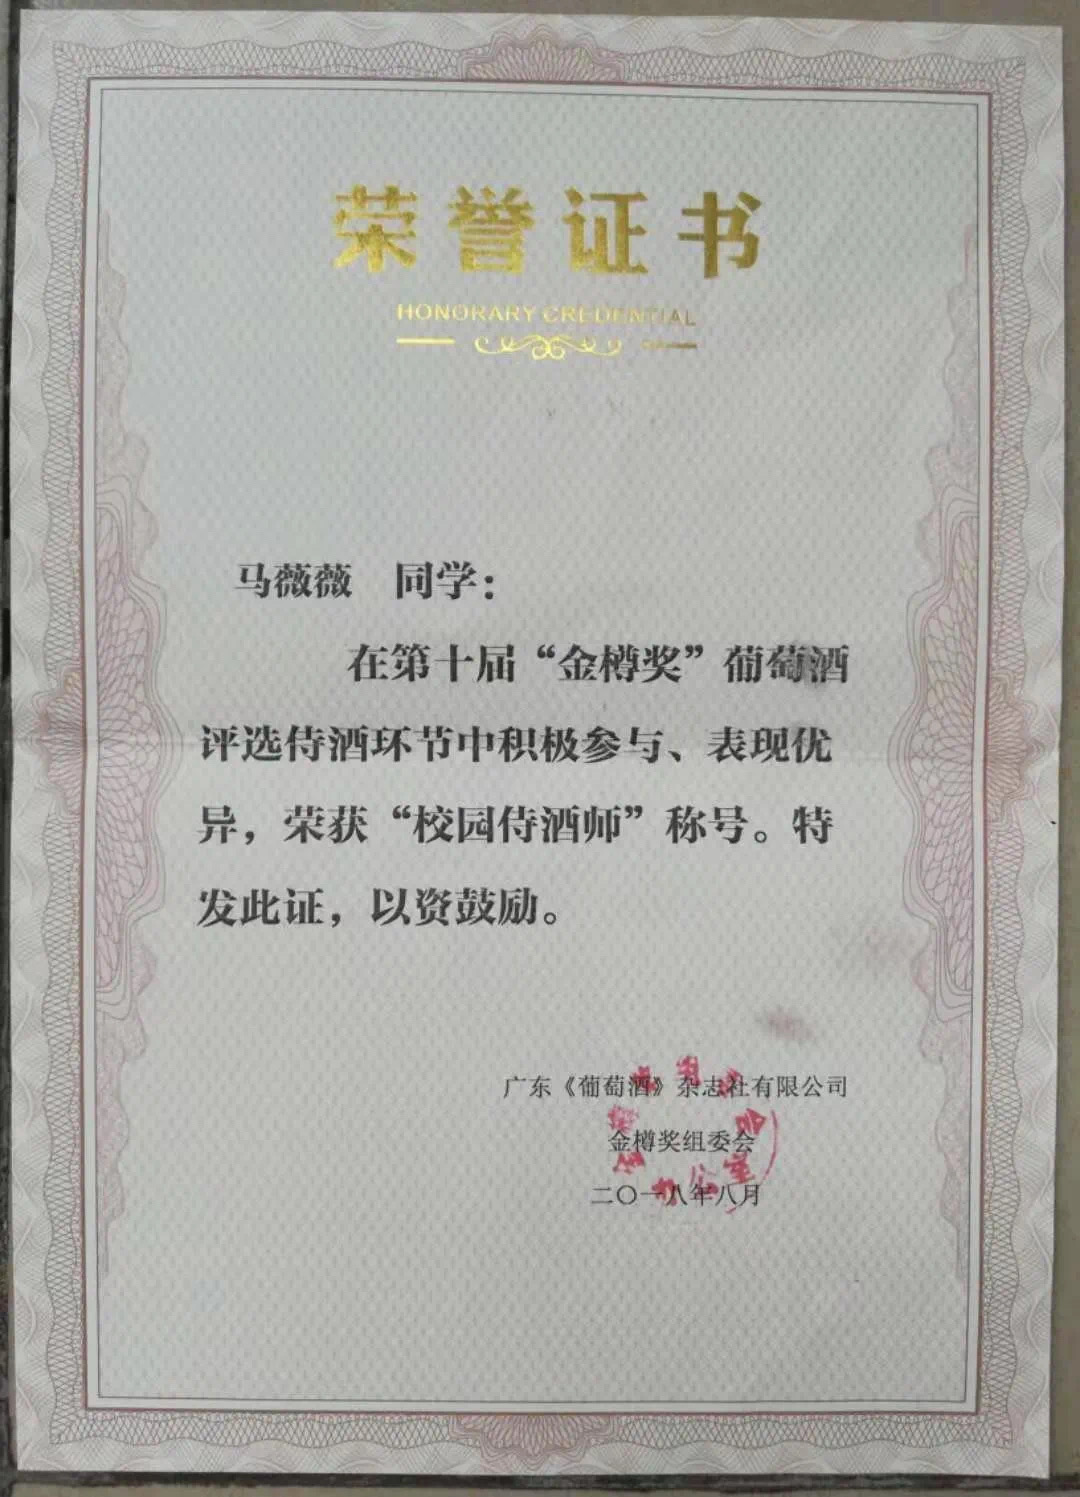 荣誉证书
HONORARY CREDENTIAL
马薇薇 同学：
在第十届“金樽奖”葡萄酒
评选侍酒环节中积极参与、表现优
异，荣获“校园侍酒师”称号。特
发此证，以资鼓励。
广东《葡萄酒》杂志社有限公司
金樽奖组委会
二〇一八年八月